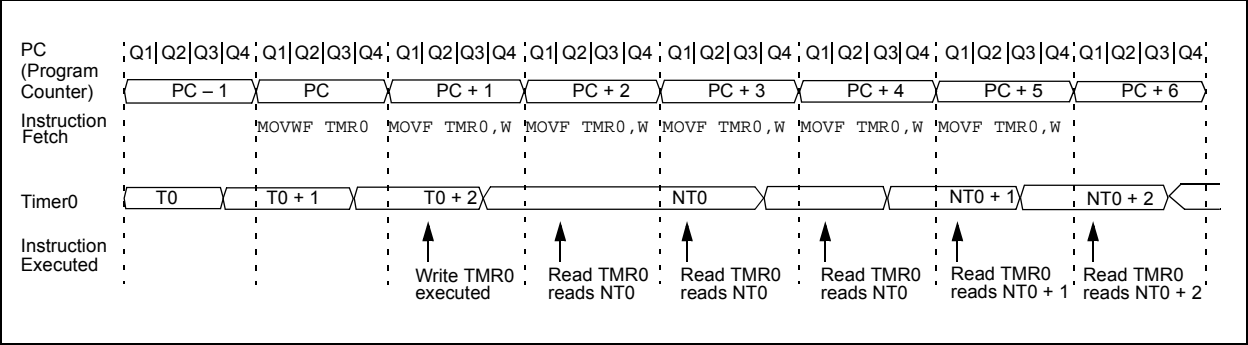 PC
(Program
Counter)
Q1 Q2 Q3 Q4 Q1 Q2 Q3 Q4 Q1 Q2 Q3 Q4 Q1 Q2 Q3 Q4 Q1 Q2 Q3 Q4 Q1 Q2 Q3 Q4 Q1 Q2 Q3 Q4 Q1 Q2 Q3 Q4
PC – 1 PC PC + 1 PC + 2 PC + 3 PC + 4 PC + 5 PC + 6
Instruction
Fetch
MOVWF TMR0 MOVF TMR0,W MOVF TMR0,W MOVF TMR0,W MOVF TMR0,W MOVF TMR0,W
Timer0
T0 T0 + 1 T0 + 2 NT0 NT0 + 1 NT0 + 2
Instruction
Executed
Write TMR0
executed
Read TMR0
reads NT0
Read TMR0
reads NT0
Read TMR0
reads NT0
Read TMR0
reads NT0 + 1
Read TMR0
reads NT0 + 2